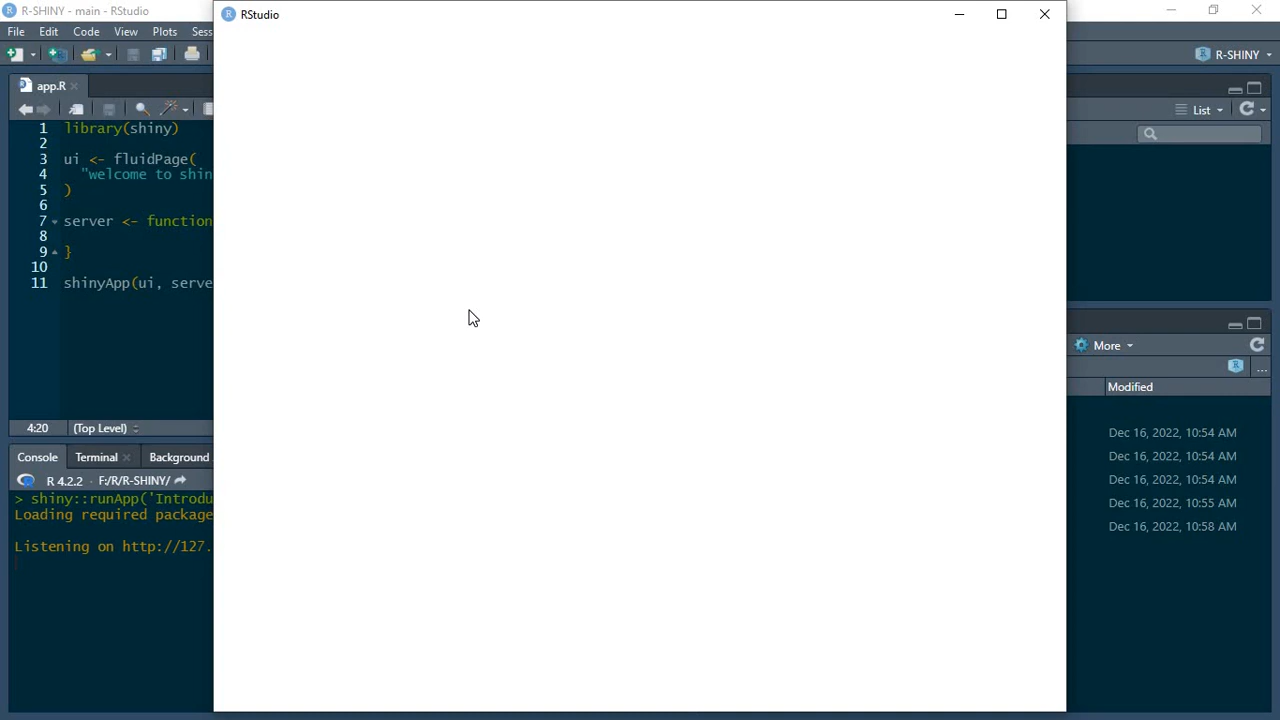 R-SHINY - main - RStudio
RStudio
File Edit Code View Plots Sess
R-SHINY
app.R
List
1 library(shiny)
2
3 ui <- fluidPage(
4 "welcome to shin
5 )
6
7 server <- function
8
9 }
10
11 shinyApp(ui, serve
4:20 (Top Level)
More
Modified
Dec 16, 2022, 10:54 AM
Dec 16, 2022, 10:54 AM
Dec 16, 2022, 10:54 AM
Dec 16, 2022, 10:55 AM
Dec 16, 2022, 10:58 AM
Console Terminal Background
R 4.2.2 · F:/R/R-SHINY/
> shiny::runApp('Introdu
Loading required package
Listening on http://127.